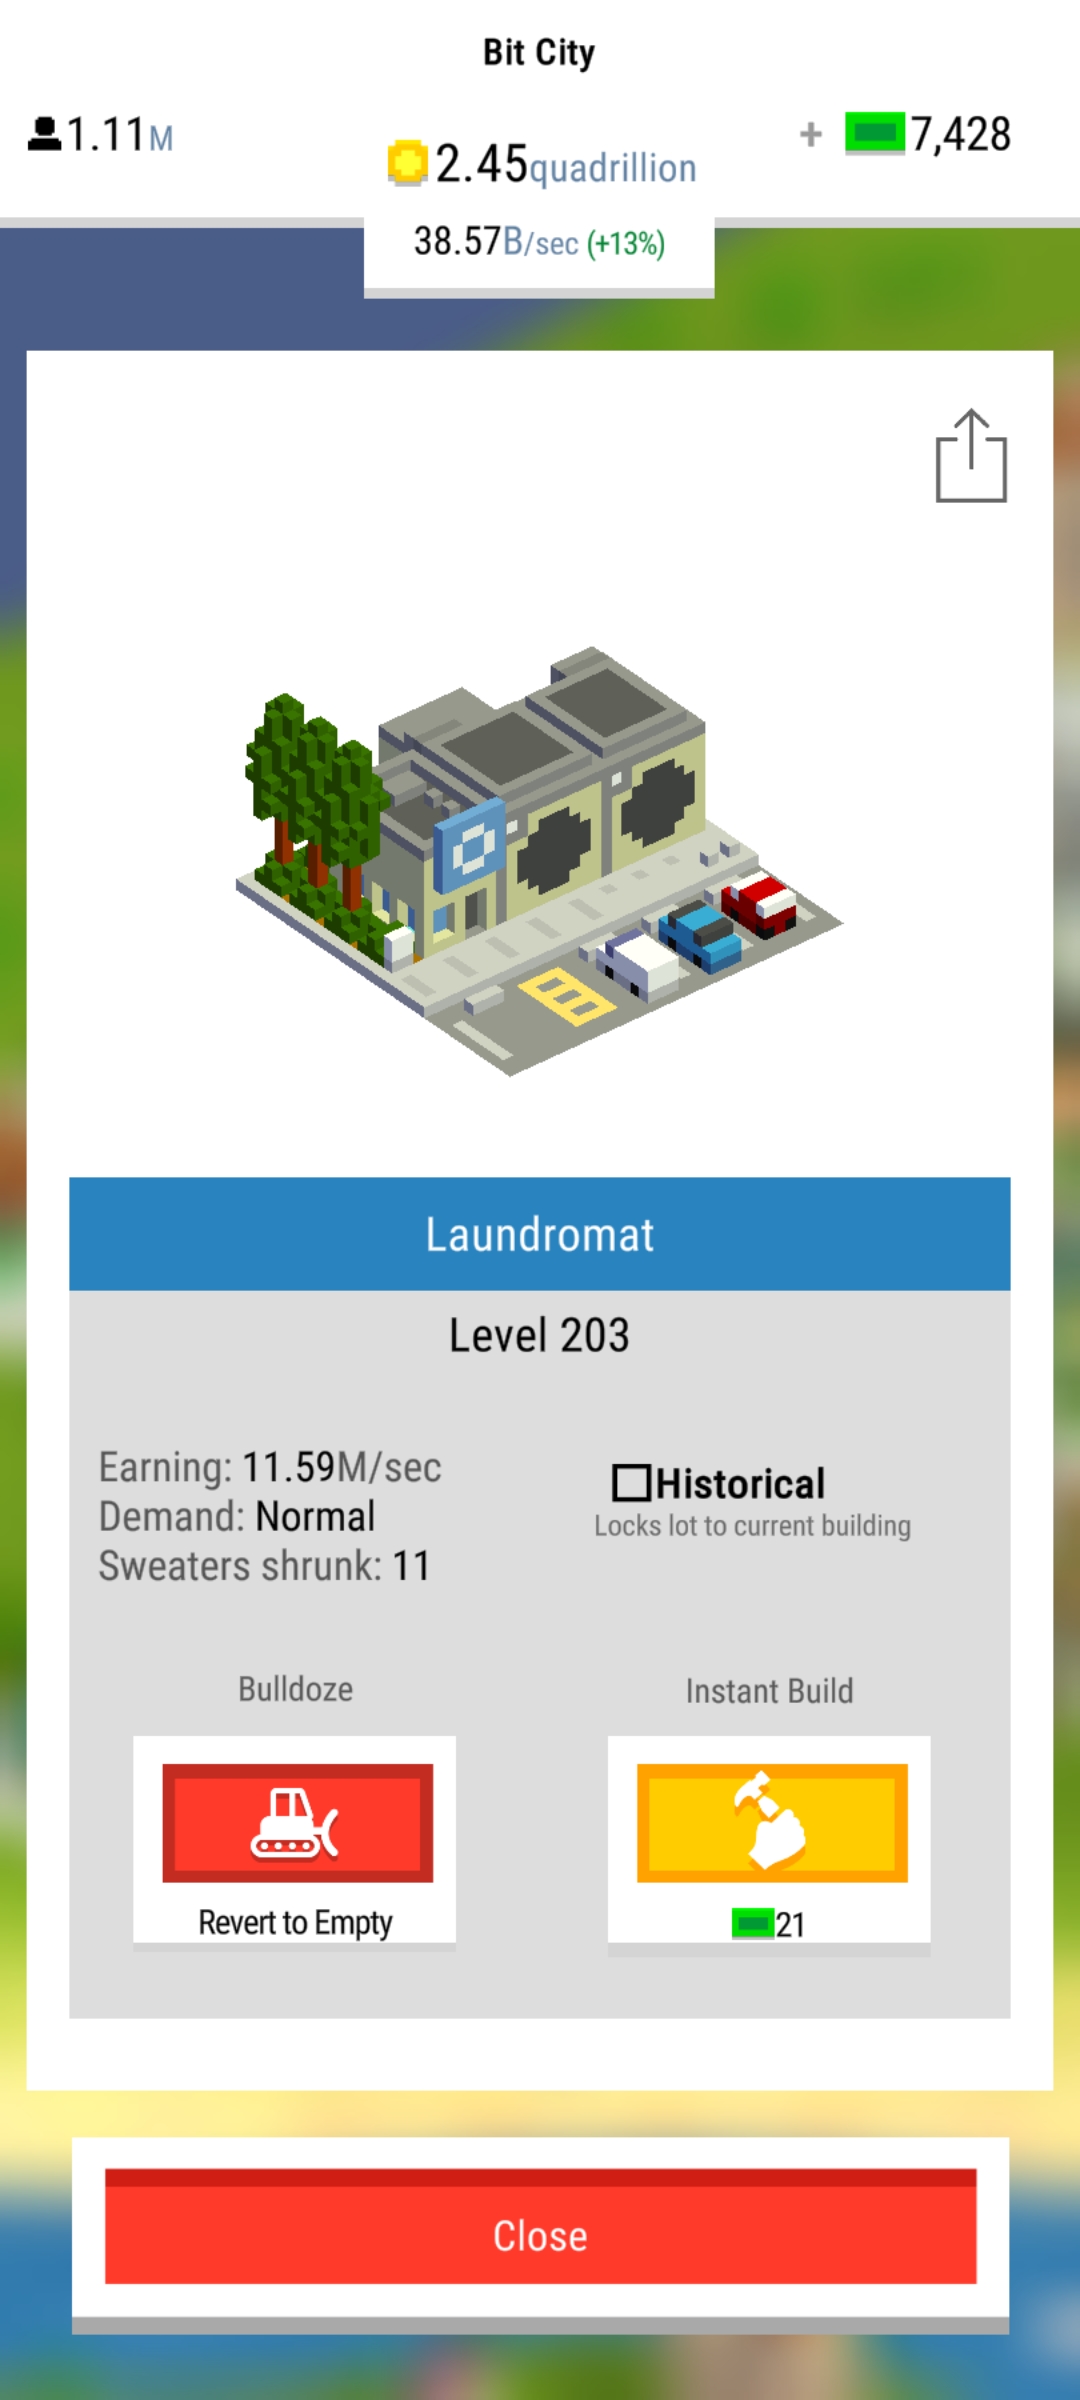 Bit City
1.11M
2.45quadrillion
+ 7,428
38.57B/sec (+13%)
Laundromat
Level 203
Earning: 11.59M/sec
Demand: Normal
Sweaters shrunk: 11
Historical
Locks lot to current building
Bulldoze
Instant Build
Revert to Empty
21
Close